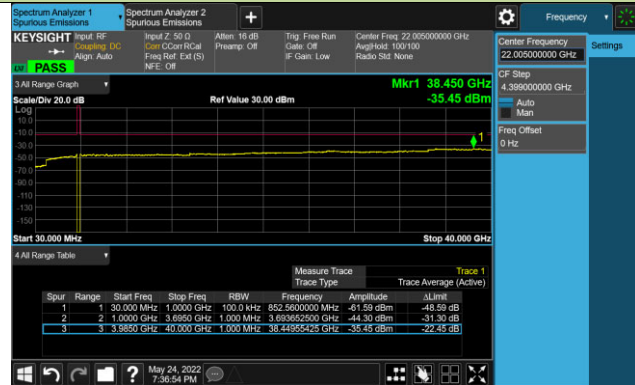 Spectrum Analyzer 1
Spurious Emissions
Spectrum Analyzer 2
Spurious Emissions
+
Frequency
KEYSIGHT
Input: RF
Coupling: DC
Align: Auto
Input Z: 50 Ω
Corr CCorr RCal
Freq Ref: Ext (S)
NFE: Off
Atten: 16 dB
Preamp: Off
Trig: Free Run
Gate: Off
IF Gain: Low
Center Freq: 22.005000000 GHz
Avg|Hold: 100/100
Radio Std: None
PASS
Center Frequency
22.005000000 GHz
Settings
CF Step
4.399000000 GHz
Auto
Man
Freq Offset
0 Hz
3 All Range Graph
Mkr1 38.450 GHz
Scale/Div 20.0 dB
Ref Value 30.00 dBm
-35.45 dBm
Log
10.0
-10.0
-30.0
-50.0
-70.0
-90.0
-110
-130
-150
1
Start 30.000 MHz
Stop 40.000 GHz
4 All Range Table
Measure Trace
Trace 1
Trace Type
Trace Average (Active)
Spur Range Start Freq Stop Freq RBW Frequency Amplitude ΔLimit
1 1 30.000 MHz 1.0000 GHz 100.0 kHz 852.5600000 MHz -61.59 dBm -48.59 dB
2 2 1.0000 GHz 3.6950 GHz 1.000 MHz 3.693652500 GHz -44.30 dBm -31.30 dB
3 3 3.9850 GHz 40.000 GHz 1.000 MHz 38.44955425 GHz -35.45 dBm -22.45 dB
?
May 24, 2022
7:36:54 PM